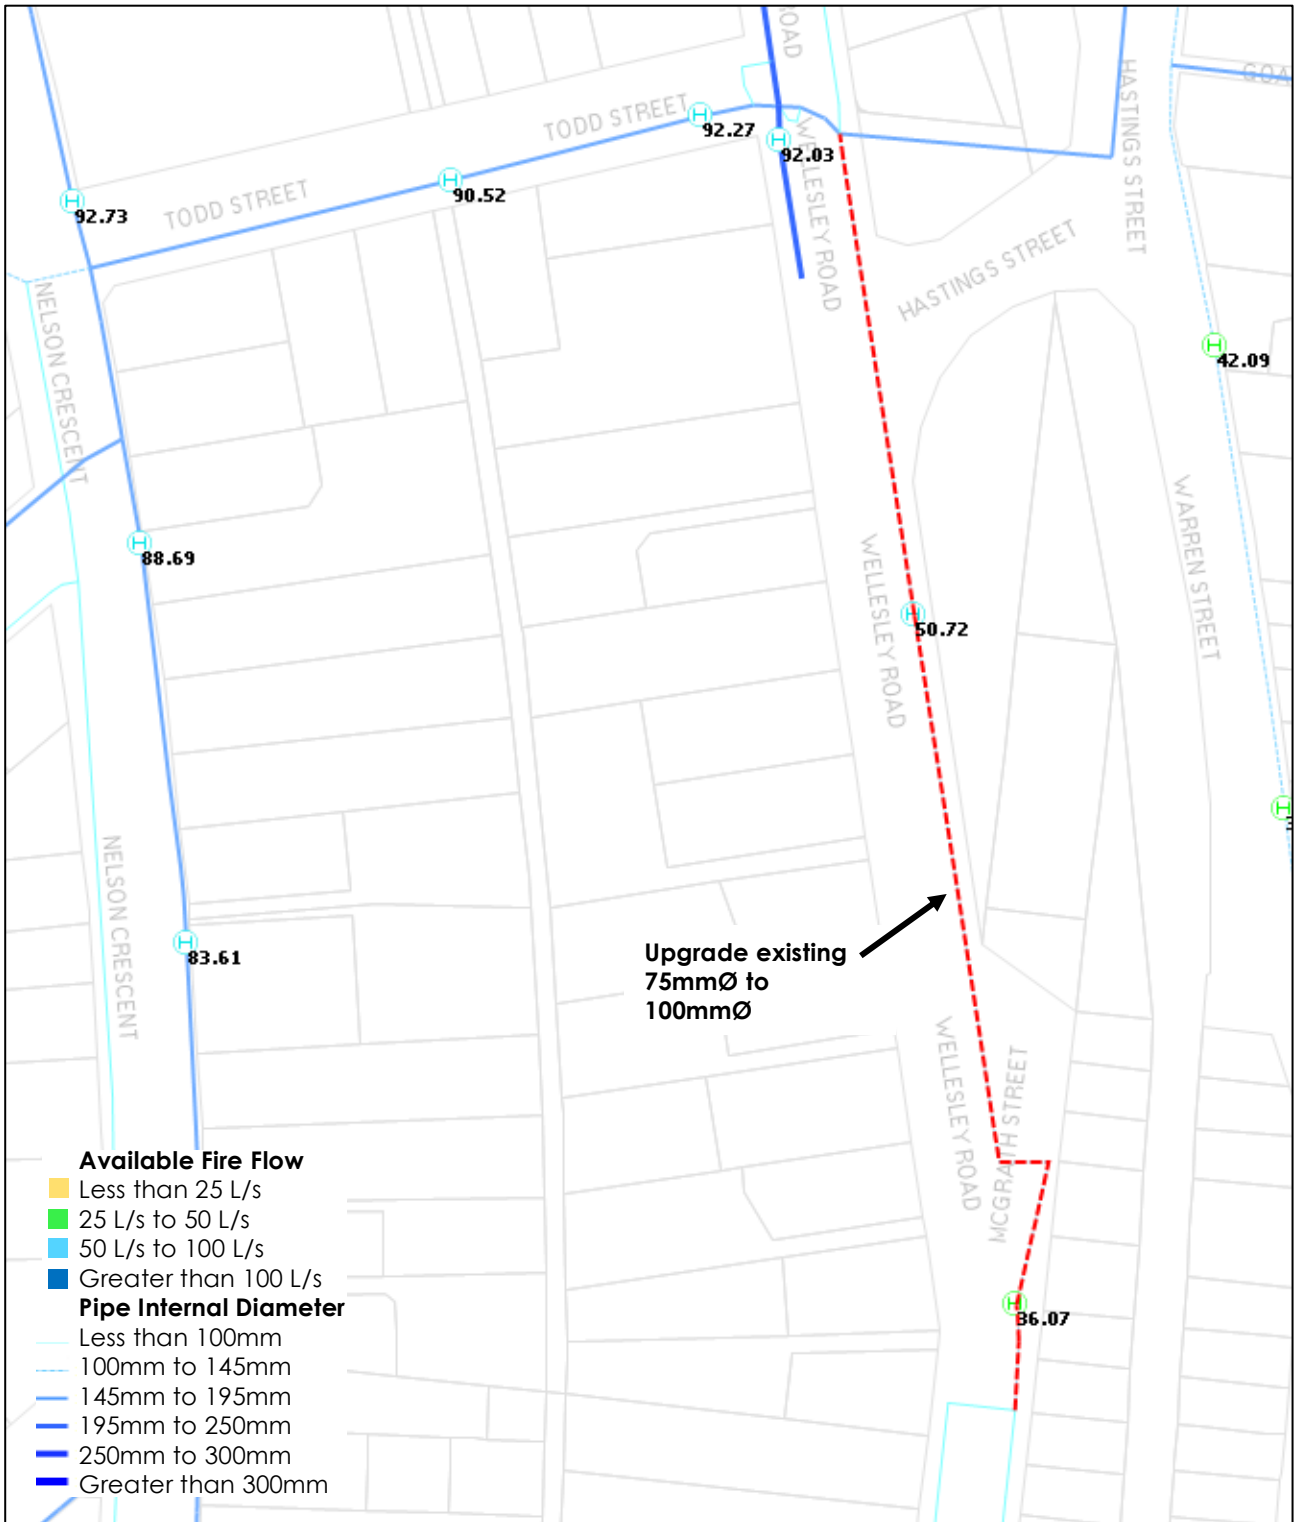 ROAD
HASTINGS STREET
GOA
TODD STREET
92.27
92.03
WELLESLEY ROAD
TODD STREET
90.52
92.73
HASTINGS STREET
NELSON CRESCENT
42.09
88.69
WELLESLEY ROAD
50.72
WARREN STREET
NELSON CRESCENT
83.61
Upgrade existing
75mmØ to
100mmØ
WELLESLEY ROAD
MCGRATH STREET
36.07
Available Fire Flow
Less than 25 L/s
25 L/s to 50 L/s
50 L/s to 100 L/s
Greater than 100 L/s
Pipe Internal Diameter
Less than 100mm
100mm to 145mm
145mm to 195mm
195mm to 250mm
250mm to 300mm
Greater than 300mm